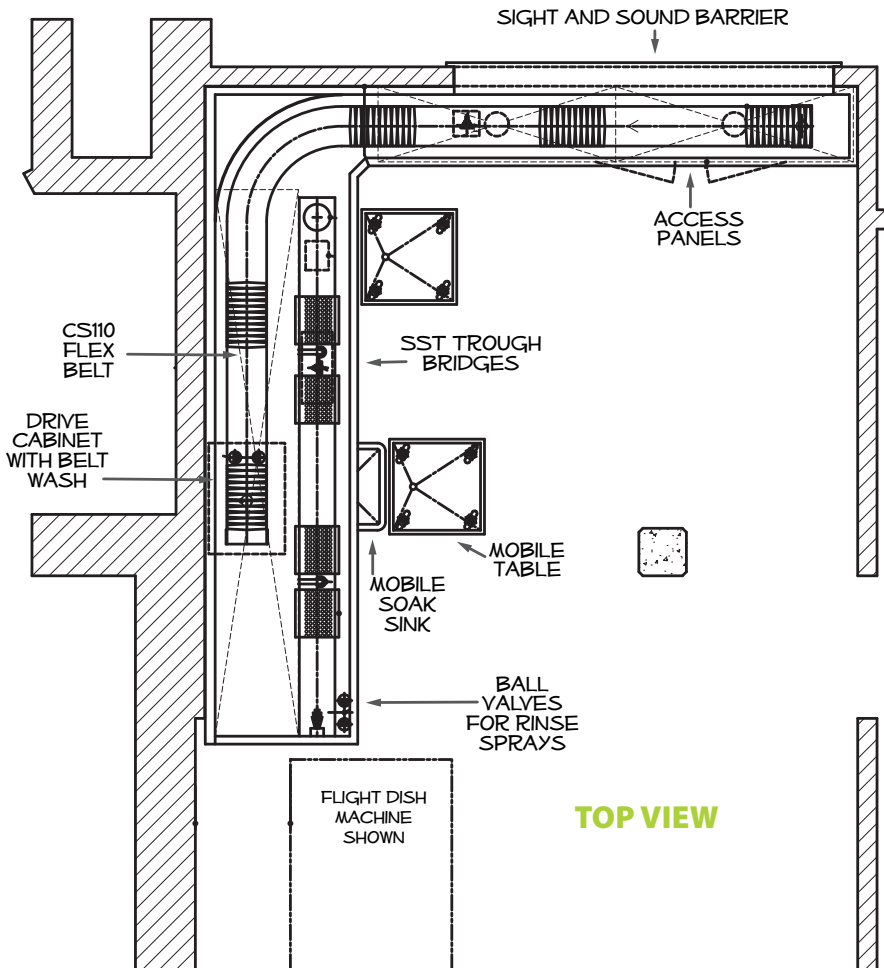 SIGHT AND SOUND BARRIER
ACCESS
PANELS
CS110
FLEX
BELT
SST TROUGH
BRIDGES
DRIVE
CABINET
WITH BELT
WASH
MOBILE
TABLE
MOBILE
SOAK
SINK
BALL
VALVES
FOR RINSE
SPRAYS
FLIGHT DISH
MACHINE
SHOWN
TOP VIEW